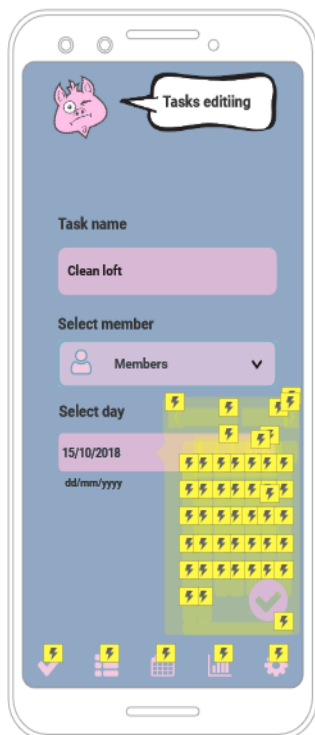 Tasks editiing
Task name
Clean loft
Select member
Members
Select day
15/10/2018
dd/mm/yyyy